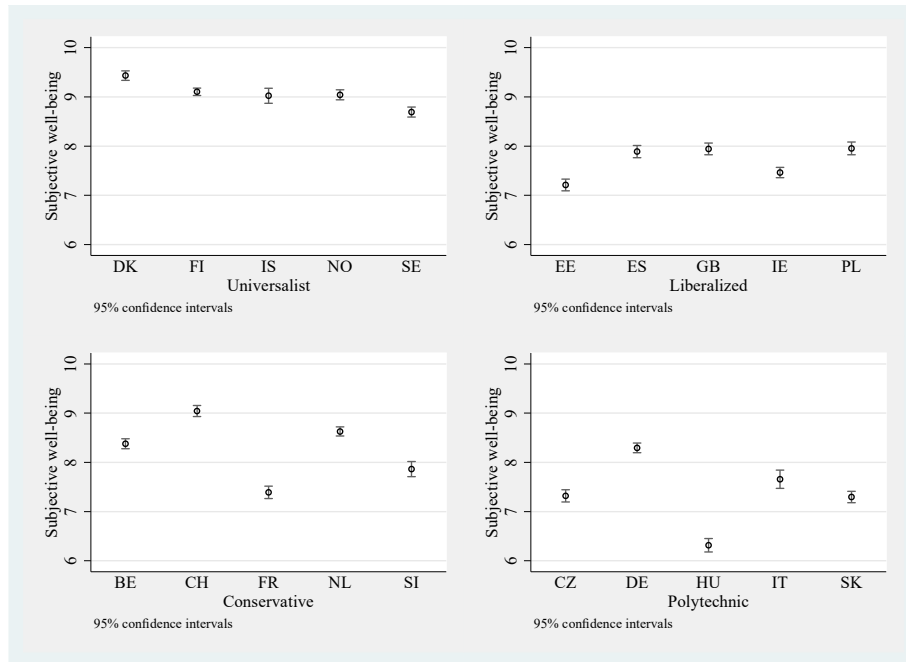 Subjective well-being
10
9
8
7
6
DK FI IS NO SE
Universalist
95% confidence intervals
Subjective well-being
10
9
8
7
6
EE ES GB IE PL
Liberalized
95% confidence intervals
Subjective well-being
10
9
8
7
6
BE CH FR NL SI
Conservative
95% confidence intervals
Subjective well-being
10
9
8
7
6
CZ DE HU IT SK
Polytechnic
95% confidence intervals